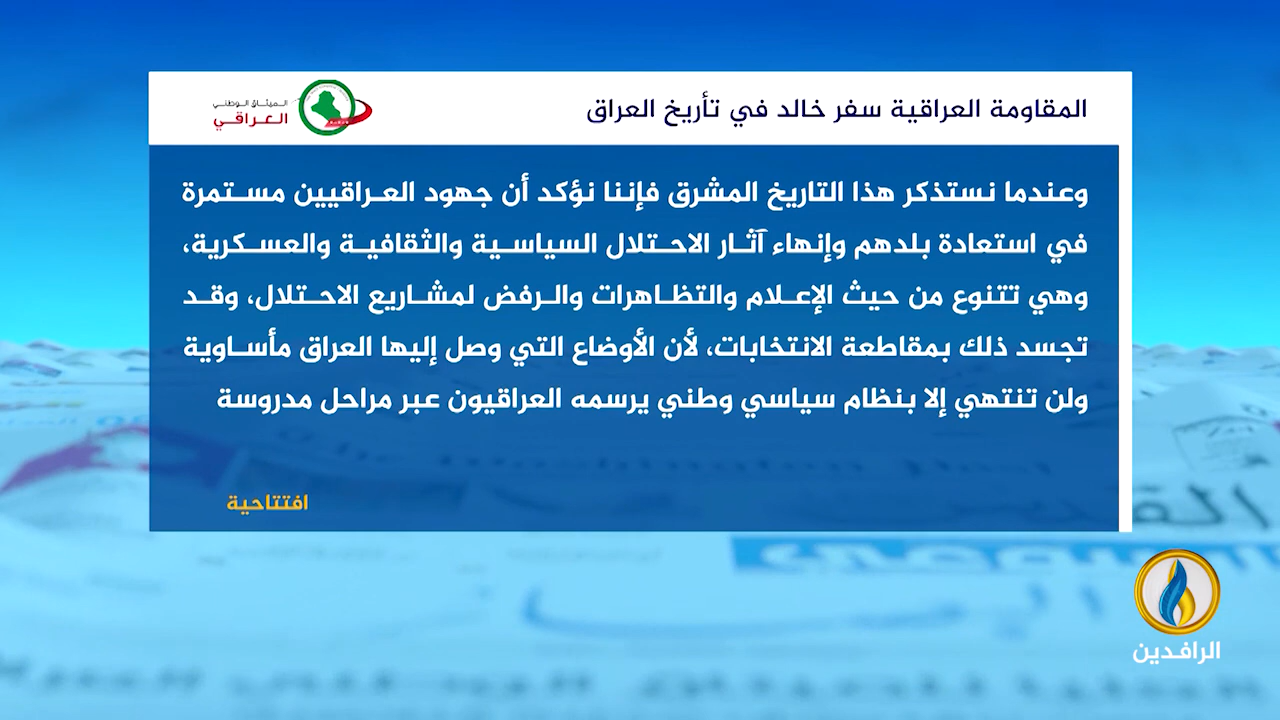 المقاومة العراقية سفر خالد في تأريخ العراق
الميثاق الوطني
العراقي
وعندما نستذكر هذا التاريخ المشرق فإننا نؤكد أن جهود العراقيين مستمرة
في استعادة بلدهم وإنهاء آثار الاحتلال السياسية والثقافية والعسكرية،
وهي تتنوع من حيث الإعلام والتظاهرات والرفض لمشاريع الاحتلال، وقد
تجسد ذلك بمقاطعة الانتخابات، لأن الأوضاع التي وصل إليها العراق مأساوية
ولن تنتهي إلا بنظام سياسي وطني يرسمه العراقيون عبر مراحل مدروسة
افتتاحية
الرافدين